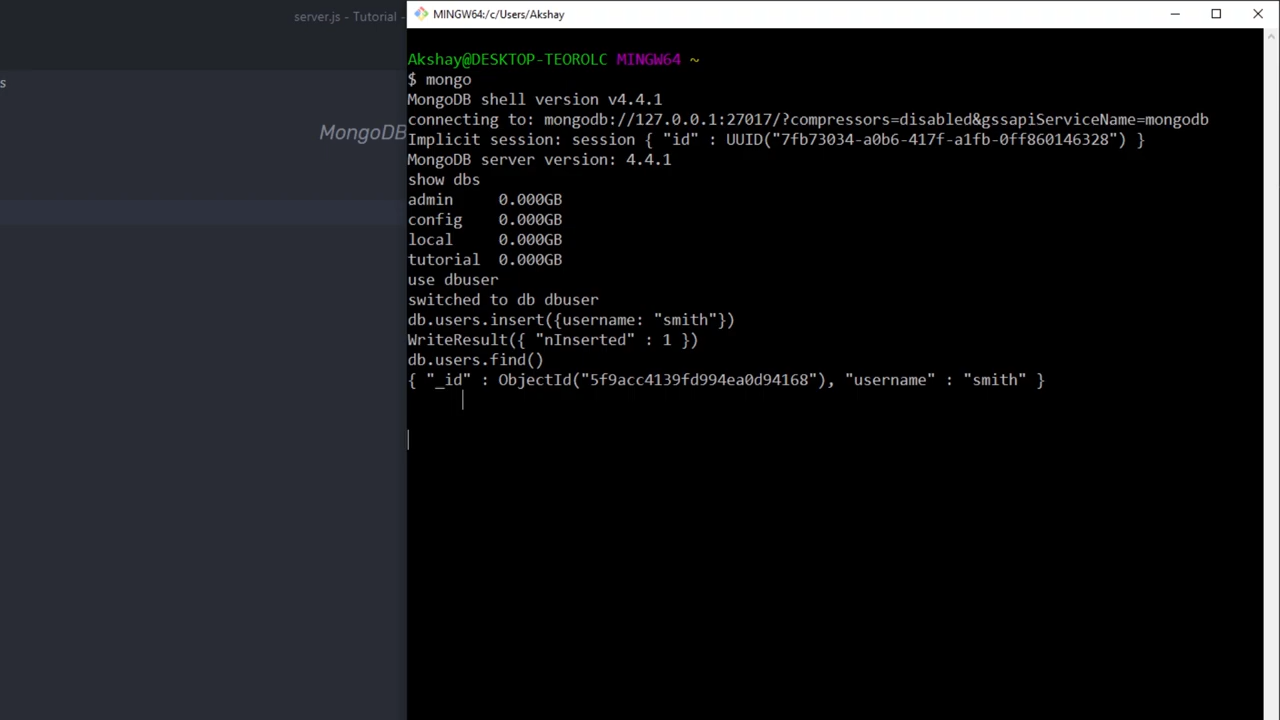 server.js - Tutorial -
s
MongoDB
MINGW64:/c/Users/Akshay
Akshay@DESKTOP-TEOROLC MINGW64 ~
$ mongo
MongoDB shell version v4.4.1
connecting to: mongodb://127.0.0.1:27017/?compressors=disabled&gssapiServiceName=mongodb
Implicit session: session { "id" : UUID("7fb73034-a0b6-417f-a1fb-0ff860146328") }
MongoDB server version: 4.4.1
show dbs
admin     0.000GB
config    0.000GB
local     0.000GB
tutorial  0.000GB
use dbuser
switched to db dbuser
db.users.insert({username: "smith"})
WriteResult({ "nInserted" : 1 })
db.users.find()
{ "_id" : ObjectId("5f9acc4139fd994ea0d94168"), "username" : "smith" }